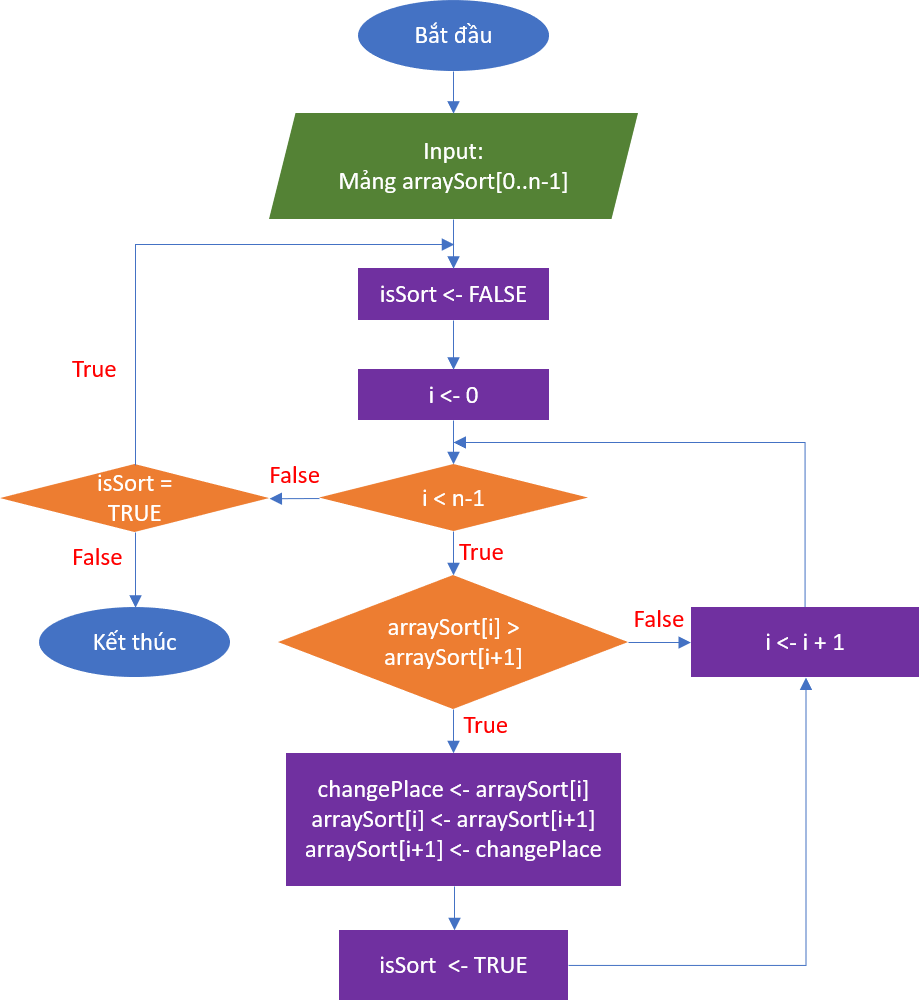 Bắt đầu
Input:
Mảng arraySort[0..n-1]
isSort <- FALSE
True
i <- 0
False
isSort =
TRUE
i < n-1
False
True
Kết thúc
arraySort[i] >
arraySort[i+1]
False
i <- i + 1
True
changePlace <- arraySort[i]
arraySort[i] <- arraySort[i+1]
arraySort[i+1] <- changePlace
isSort <- TRUE